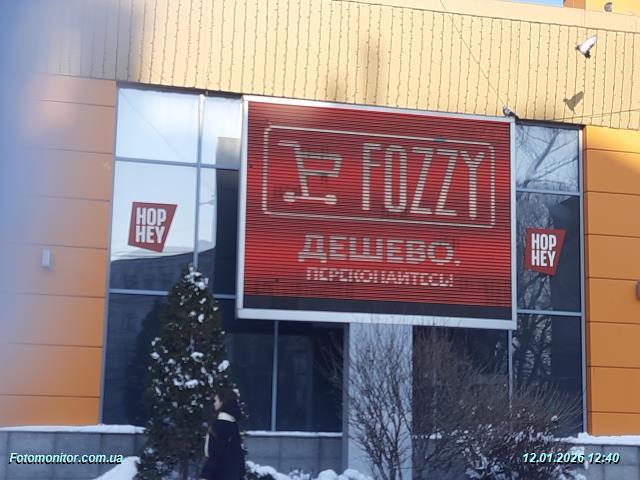 FOZZY
HOP
HEY
HOP
HEY
ДЕШЕВО.
ПЕРЕКОНАЙТЕСЬ!
Fotomonitor.com.ua
12.01.2026 12:40